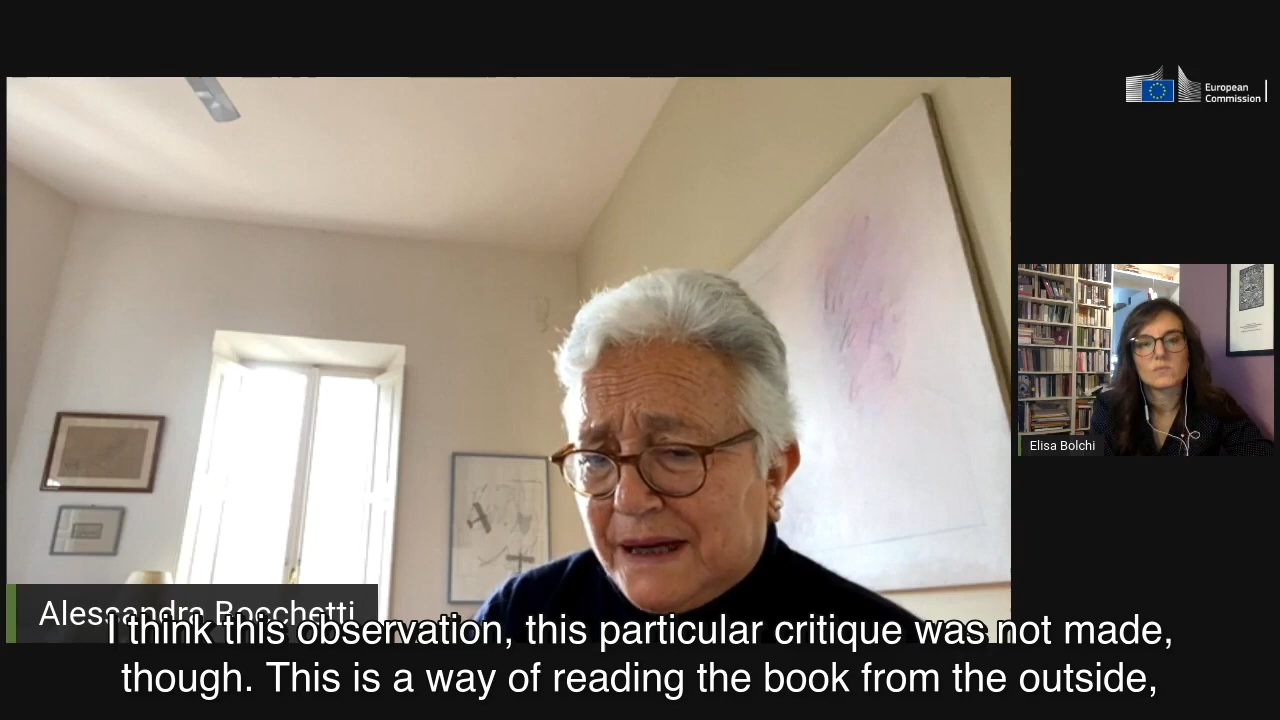 European
Commission
Elisa Bolchi
Alessandra Bocchetti
I think this observation, this particular critique was not made,
though. This is a way of reading the book from the outside,